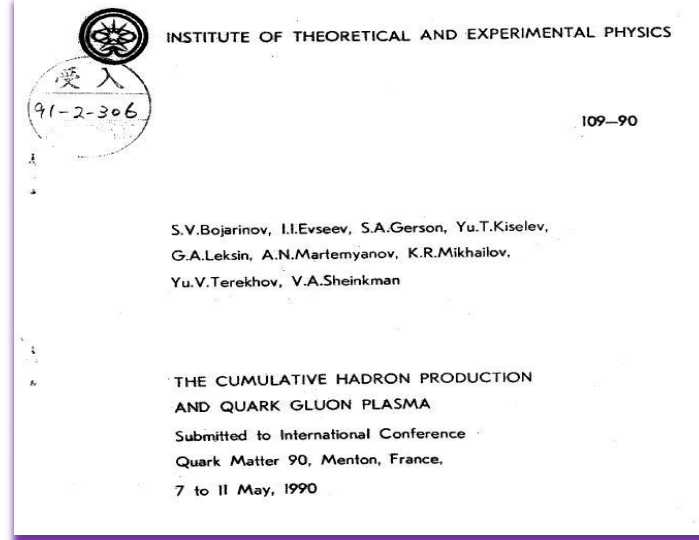 INSTITUTE OF THEORETICAL AND EXPERIMENTAL PHYSICS
受入
91-2-306
109—90
S.V.Bojarinov, I.I.Evseev, S.A.Gerson, Yu.T.Kiselev,
G.A.Leksin, A.N.Martemyanov, K.R.Mikhailov,
Yu.V.Terekhov, V.A.Sheinkman
THE CUMULATIVE HADRON PRODUCTION
AND QUARK GLUON PLASMA
Submitted to International Conference
Quark Matter 90, Menton, France,
7 to 11 May, 1990